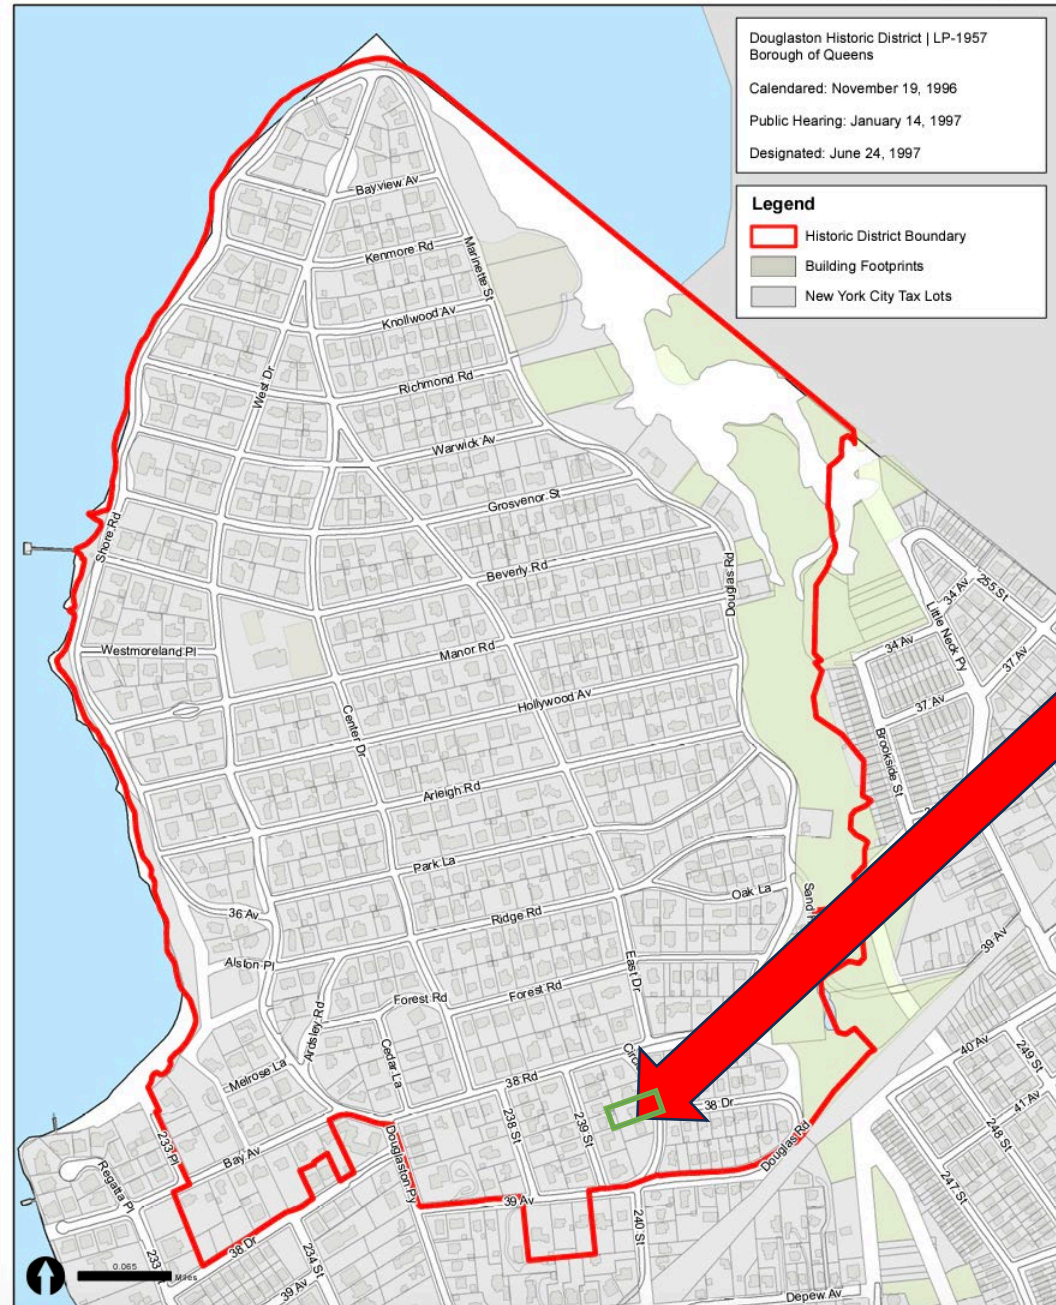 Douglaston Historic District | LP-1957
Borough of Queens
Calendared: November 19, 1996
Public Hearing: January 14, 1997
Designated: June 24, 1997
Legend
Historic District Boundary
Building Footprints
New York City Tax Lots
Bayview Av
Kenmore Rd
Marinette St
Knollwood Av
West Dr
Richmond Rd
Warwick Av
Grosvenor St
Shore Rd
Beverly Rd
Douglas Rd
34 Av
255 St
Little Neck Py
Westmoreland Pl
Manor Rd
34 Av
37 Av
Hollywood Av
37 Av
Center Dr
Brookside St
Arleigh Rd
Park La
Oak La
Sand
36 Av
Ridge Rd
39 Av
Alston Pl
East Dr
Forest Rd
Forest Rd
Ardsley Rd
Cedar La
40 Av
249 St
Melrose La
38 Rd
41 Av
238 St
239 St
38 Dr
248 St
233 Pl
Bay Av
Douglaston Py
Douglas Rd
Regatta Pl
247 St
39 Av
240 St
38 Dr
234 St
233
0.065
Miles
39 Av
Depew Av